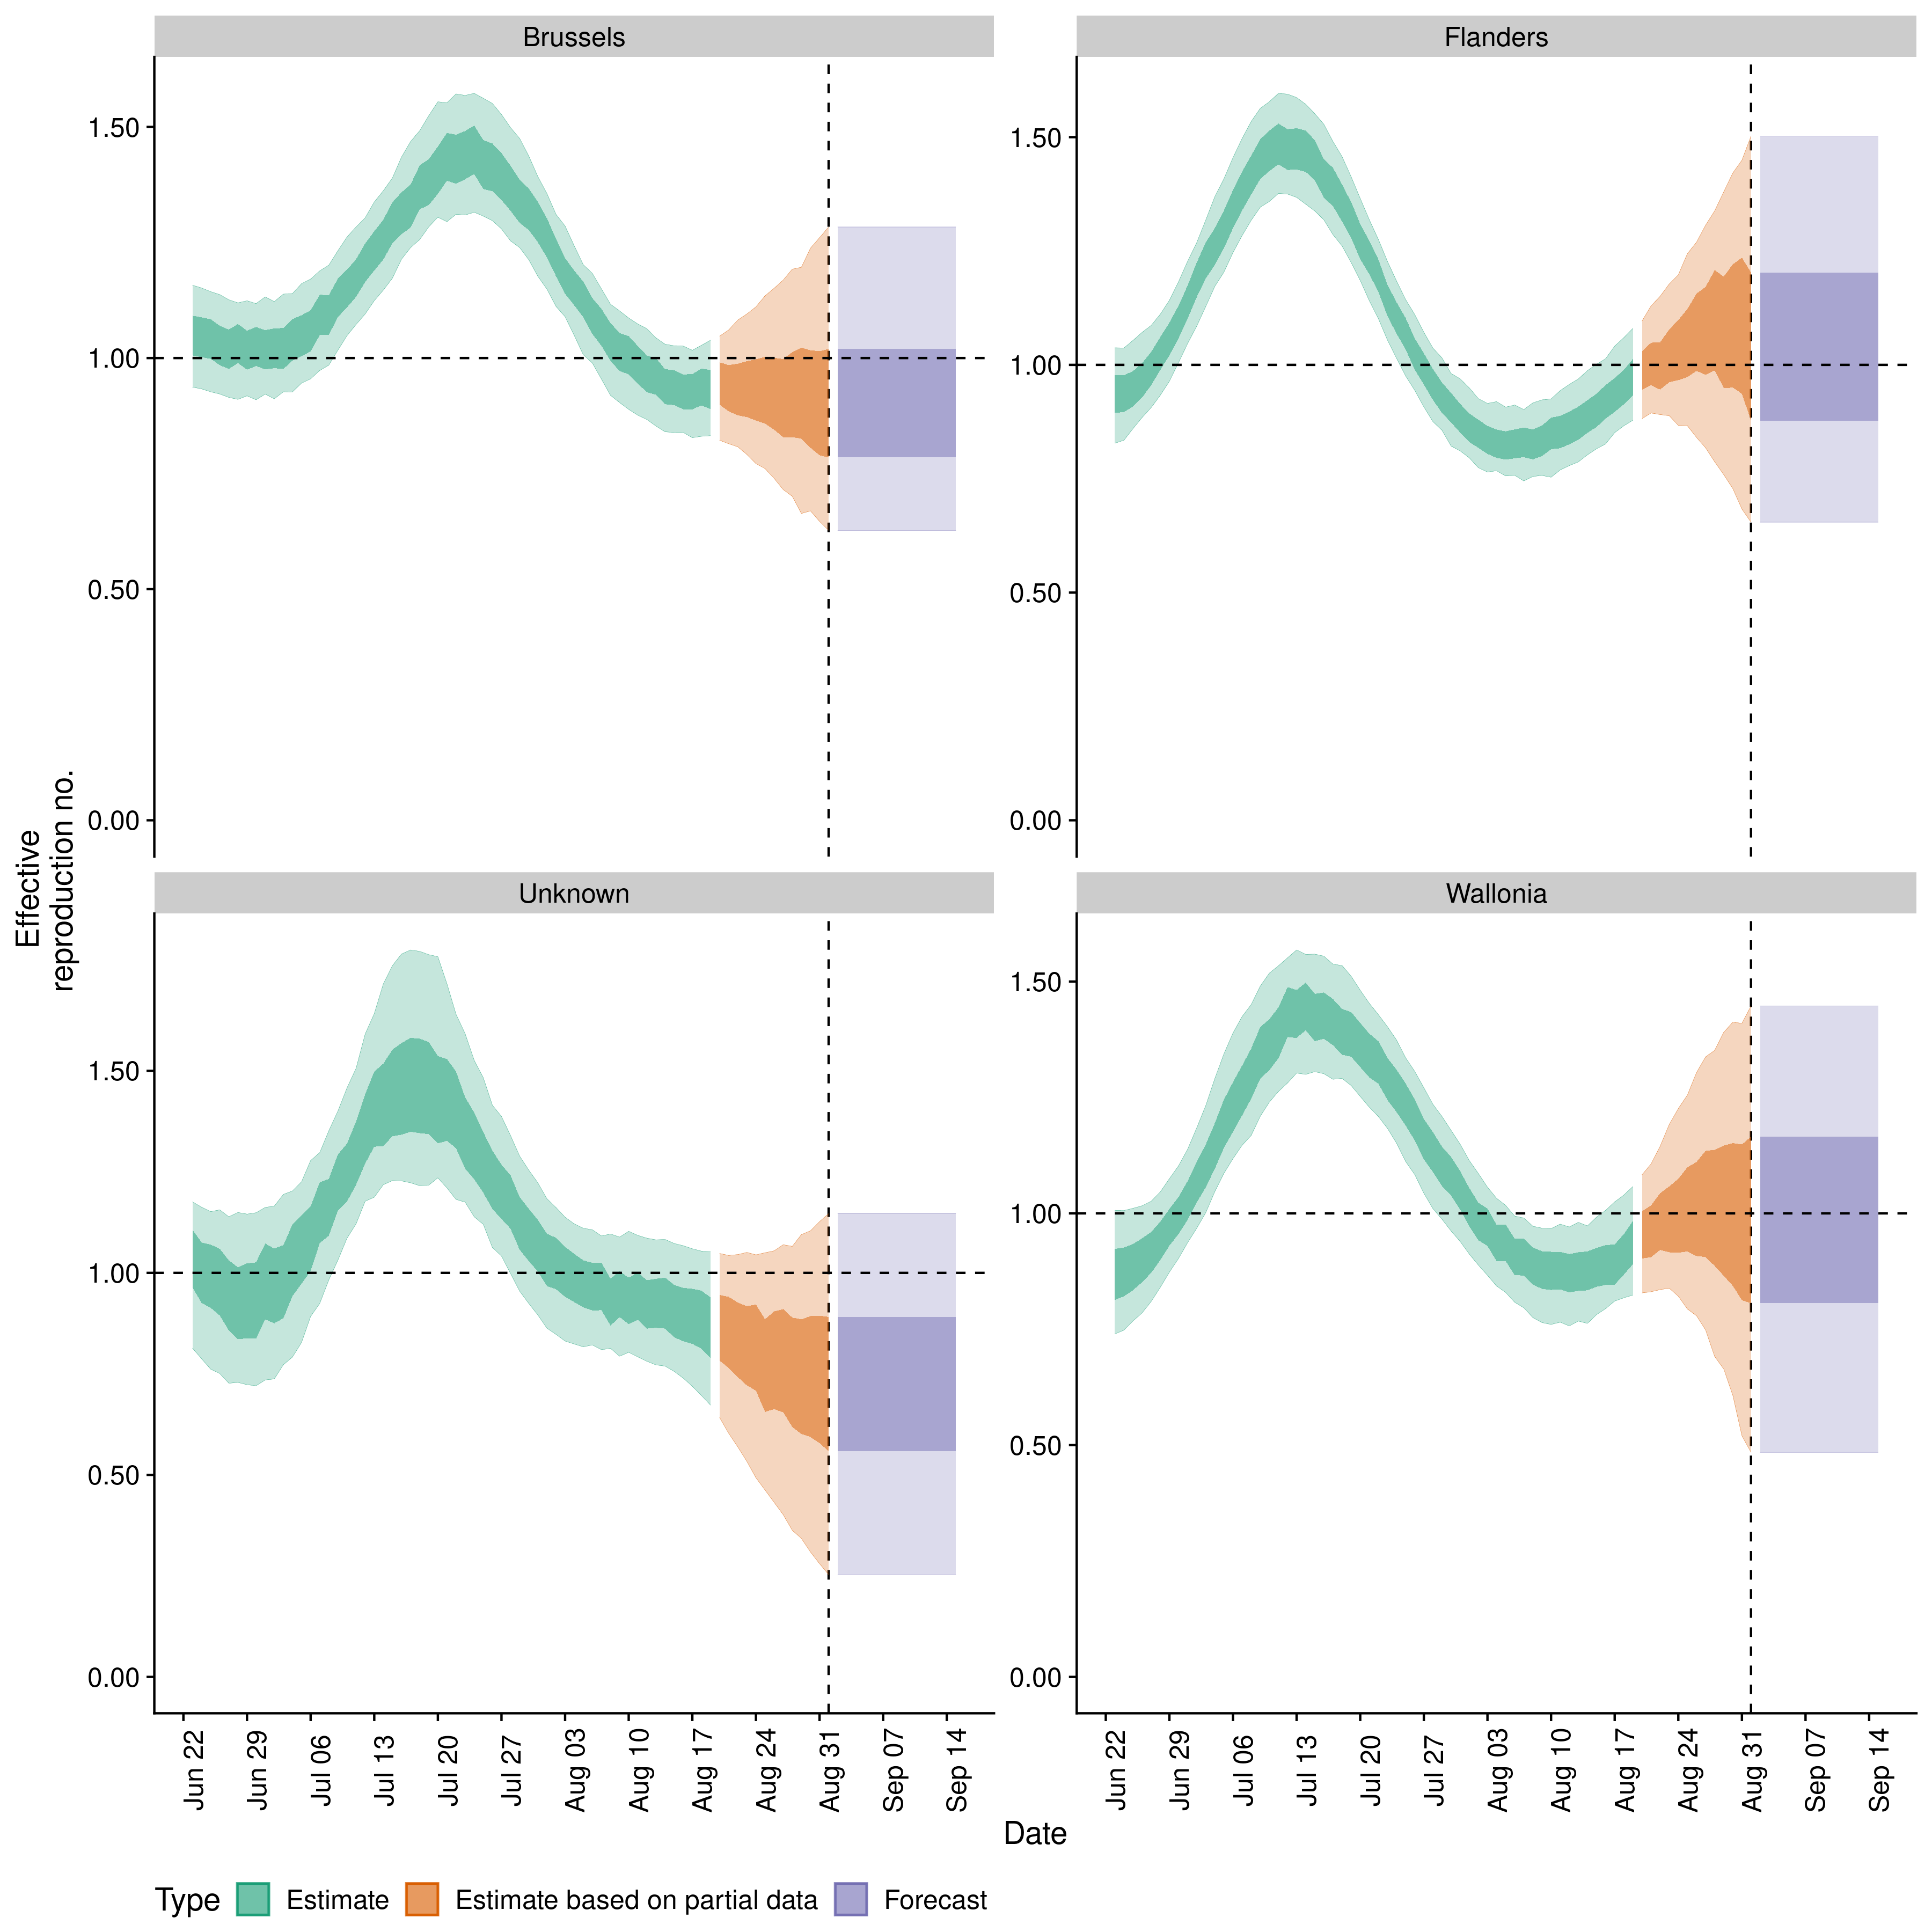 Brussels
Flanders
1.50
1.00
0.50
0.00
1.50
1.00
0.50
0.00
Effective
reproduction no.
Unknown
Wallonia
1.50
1.00
0.50
0.00
1.50
1.00
0.50
0.00
Jun 22
Jun 29
Jul 06
Jul 13
Jul 20
Jul 27
Aug 03
Aug 10
Aug 17
Aug 24
Aug 31
Sep 07
Sep 14
Jun 22
Jun 29
Jul 06
Jul 13
Jul 20
Jul 27
Aug 03
Aug 10
Aug 17
Aug 24
Aug 31
Sep 07
Sep 14
Date
Type Estimate Estimate based on partial data Forecast